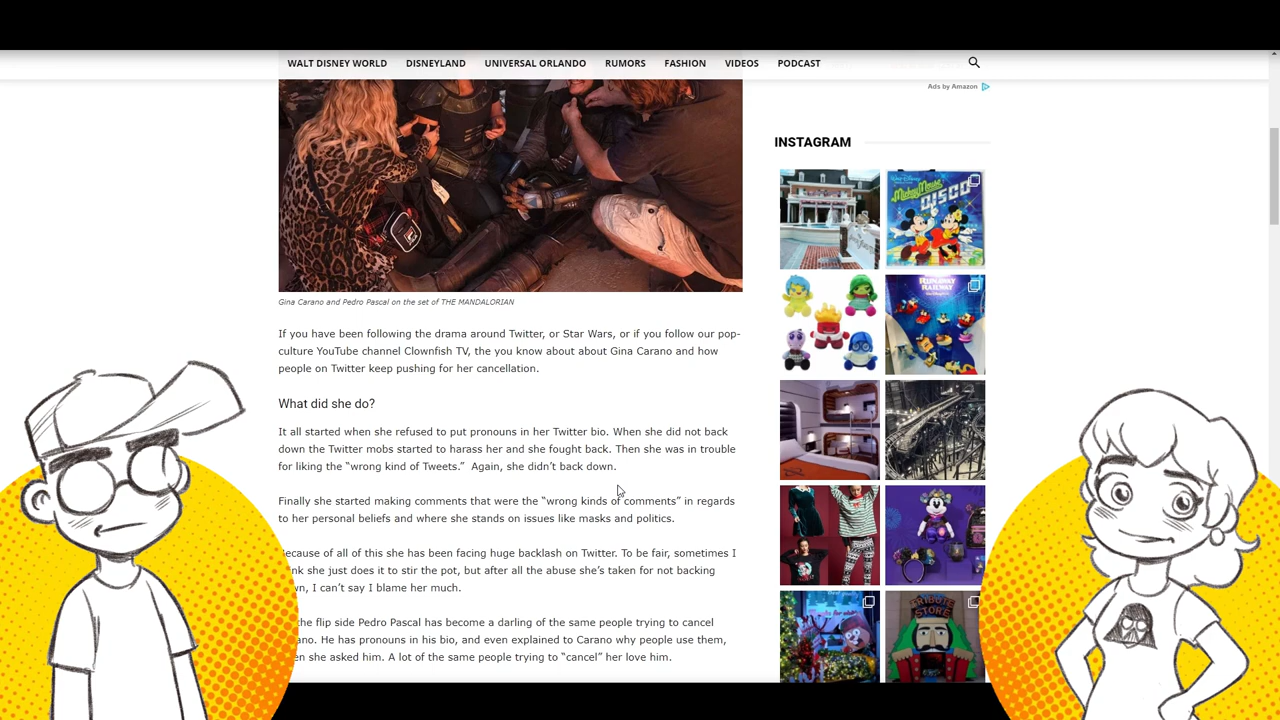 WALT DISNEY WORLD DISNEYLAND UNIVERSAL ORLANDO RUMORS FASHION VIDEOS PODCAST
Ads by Amazon
INSTAGRAM
Mickey Mouse
DISCO
RUNAWAY
RAILWAY
TRIBUTE
STORE
Gina Carano and Pedro Pascal on the set of THE MANDALORIAN
If you have been following the drama around Twitter, or Star Wars, or if you follow our pop-
culture YouTube channel Clownfish TV, the you know about about Gina Carano and how
people on Twitter keep pushing for her cancellation.
What did she do?
It all started when she refused to put pronouns in her Twitter bio. When she did not back
down the Twitter mobs started to harass her and she fought back. Then she was in trouble
for liking the “wrong kind of Tweets.”  Again, she didn’t back down.
Finally she started making comments that were the “wrong kinds of comments” in regards
to her personal beliefs and where she stands on issues like masks and politics.
ecause of all of this she has been facing huge backlash on Twitter. To be fair, sometimes I
nk she just does it to stir the pot, but after all the abuse she’s taken for not backing
wn, I can’t say I blame her much.
the flip side Pedro Pascal has become a darling of the same people trying to cancel
ano. He has pronouns in his bio, and even explained to Carano why people use them,
en she asked him. A lot of the same people trying to “cancel” her love him.